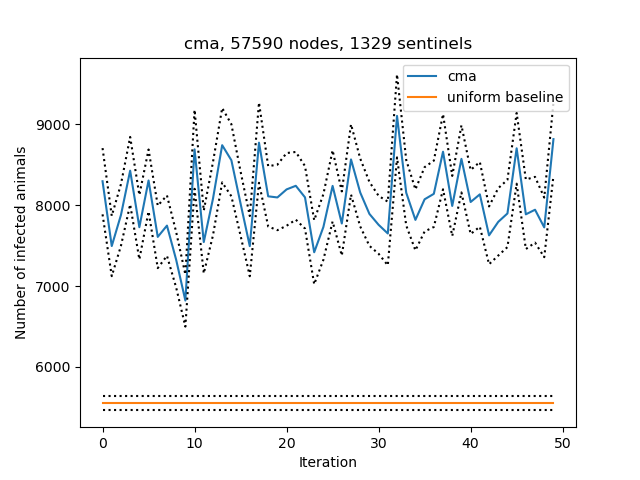 cma, 57590 nodes, 1329 sentinels
cma
uniform baseline
Number of infected animals
9000
8000
7000
6000
0 10 20 30 40 50
Iteration